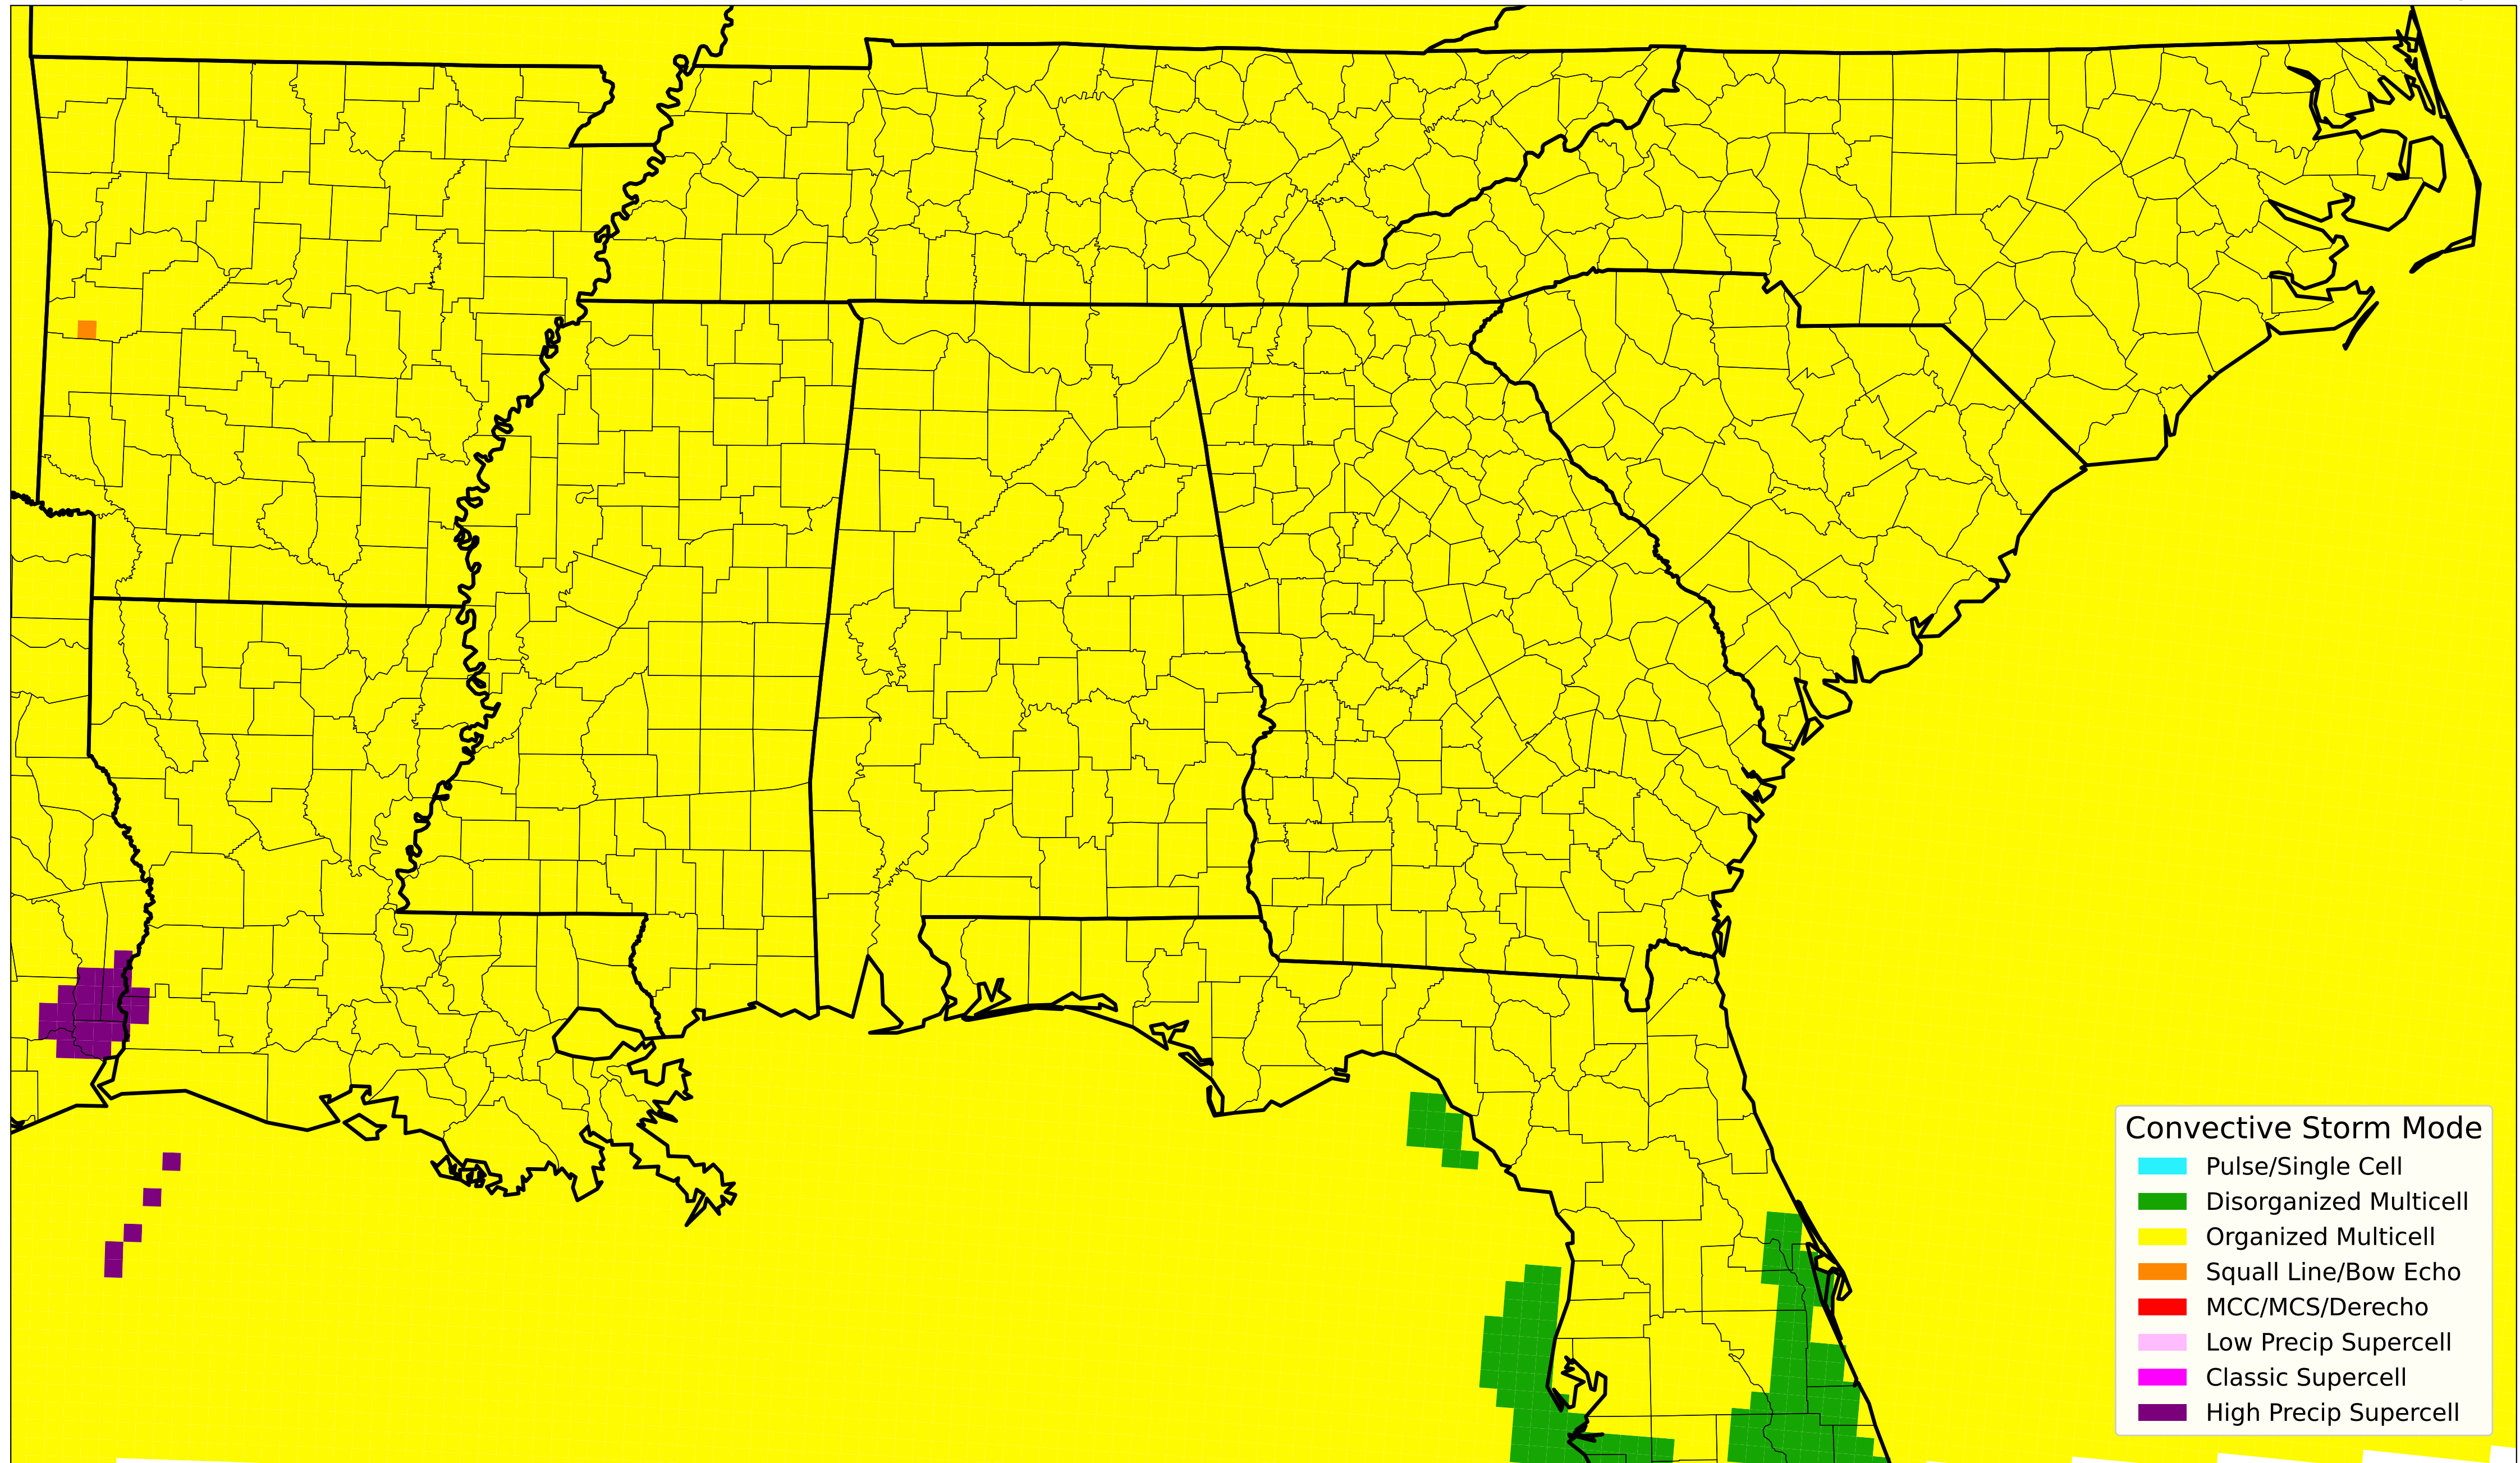 Convective Storm Mode
Pulse/Single Cell
Disorganized Multicell
Organized Multicell
Squall Line/Bow Echo
MCC/MCS/Derecho
Low Precip Supercell
Classic Supercell
High Precip Supercell